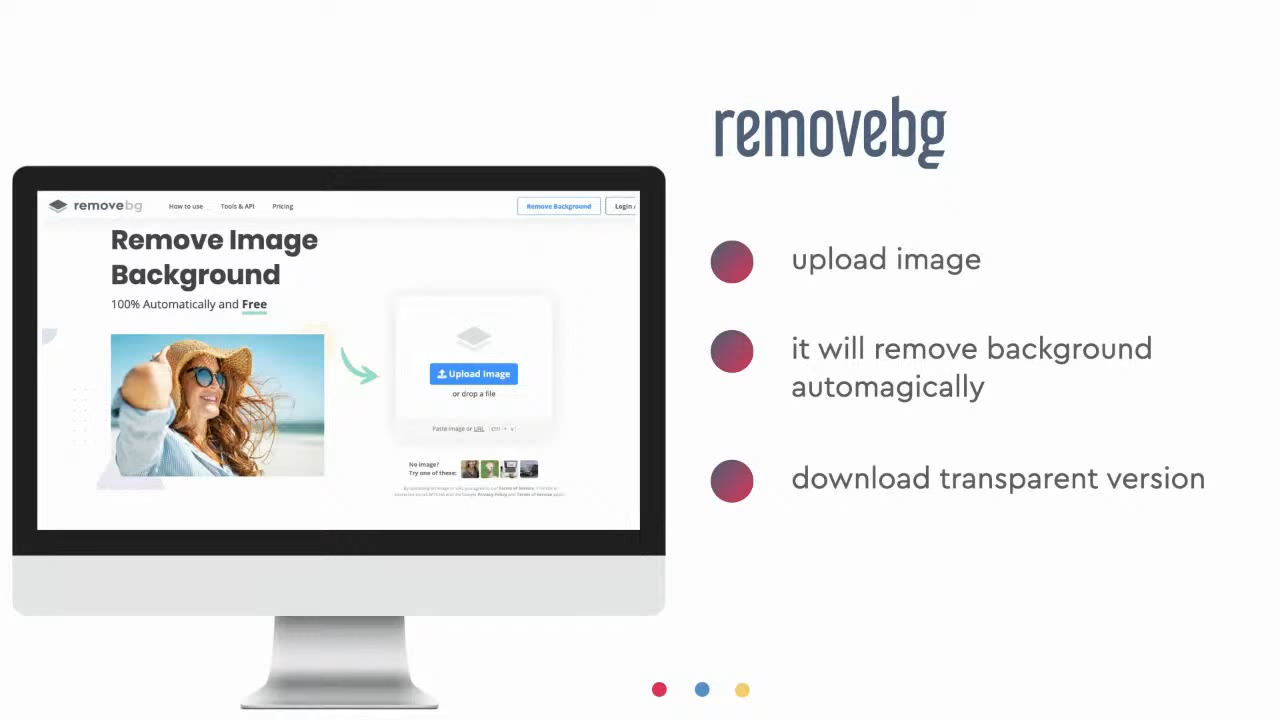 removebg
removebg How to use Tools & API Pricing Remove Background Login
Remove Image
Background
100% Automatically and Free
Upload Image
or drop a file
Paste image or URL Ctrl + v
No image?
Try one of these:
upload image
it will remove background
automagically
download transparent version